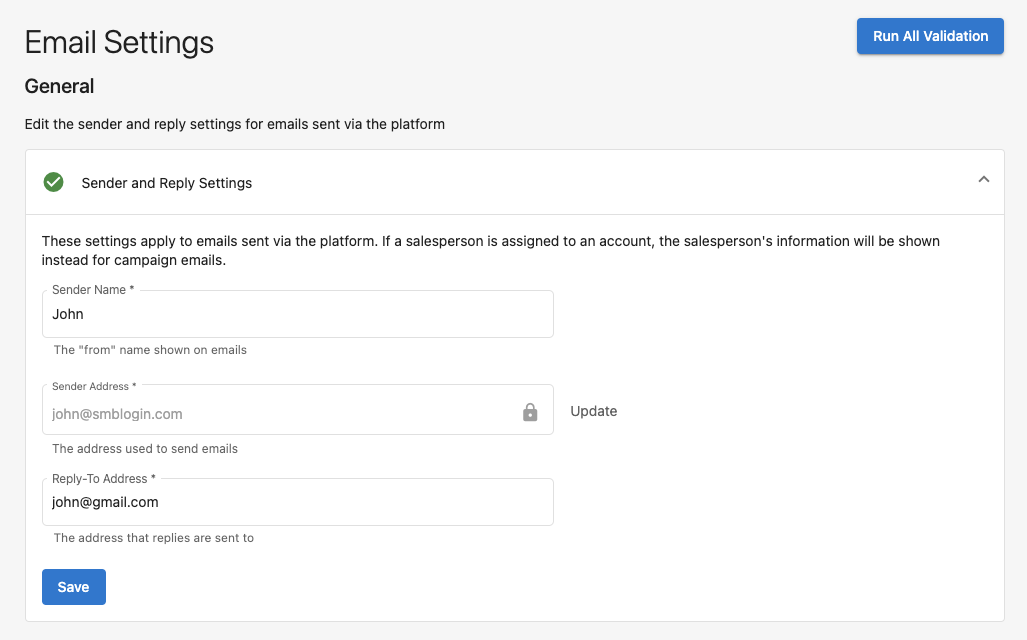 Email Settings
Run All Validation
General
Edit the sender and reply settings for emails sent via the platform
Sender and Reply Settings
These settings apply to emails sent via the platform. If a salesperson is assigned to an account, the salesperson's information will be shown
instead for campaign emails.
Sender Name *
John
The "from" name shown on emails
Sender Address *
john@smblogin.com
Update
The address used to send emails
Reply-To Address *
john@gmail.com
The address that replies are sent to
Save